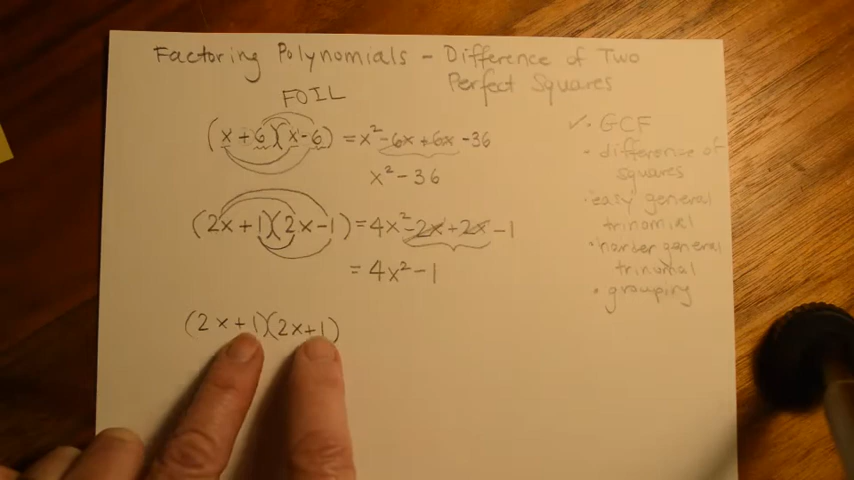 Factoring Polynomials - Difference of Two
Perfect Squares
FOIL
(x+6)(x-6) = x² -6x +6x -36
x² - 36
(2x+1)(2x-1) = 4x² -2x +2x -1
= 4x² - 1
(2x+1)(2x+1)
✓• GCF
• difference of
squares
• eazy general
trinomial
• harder general
trinomial
• grouping